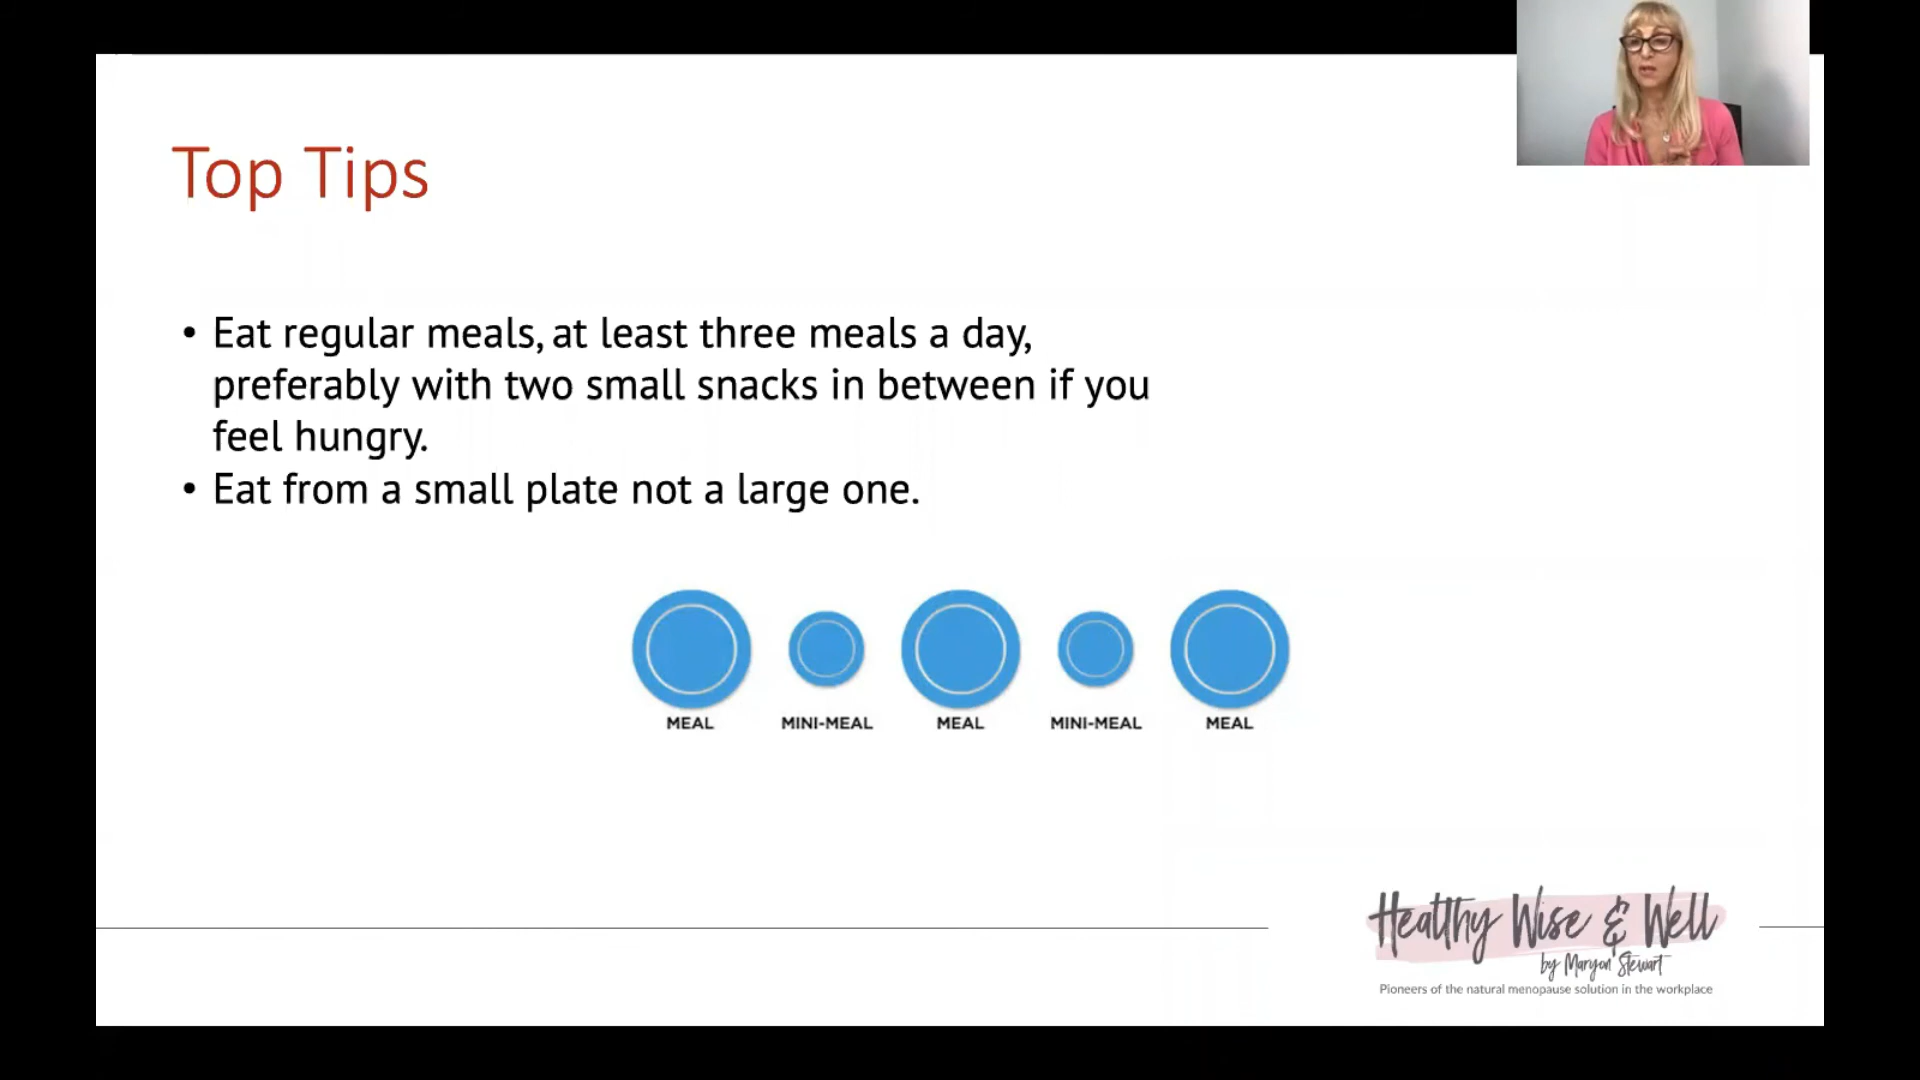 Top Tips
• Eat regular meals, at least three meals a day,
preferably with two small snacks in between if you
feel hungry.
• Eat from a small plate not a large one.
MEAL MINI-MEAL MEAL MINI-MEAL MEAL
Healthy Wise & Well
by Maryon Stewart
Pioneers of the natural menopause solution in the workplace